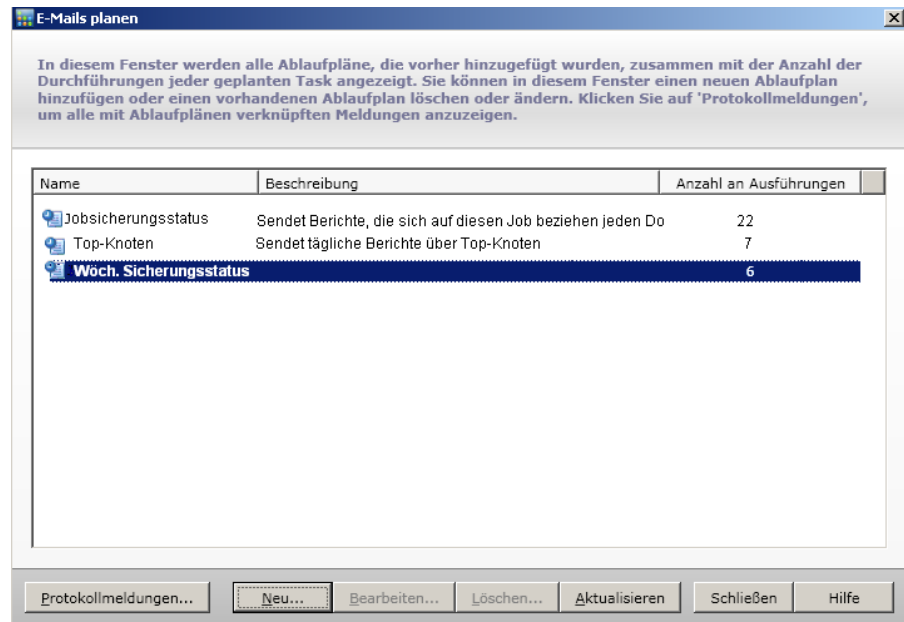 E-Mails planen
In diesem Fenster werden alle Ablaufpläne, die vorher hinzugefügt wurden, zusammen mit der Anzahl der
Durchführungen jeder geplanten Task angezeigt. Sie können in diesem Fenster einen neuen Ablaufplan
hinzufügen oder einen vorhandenen Ablaufplan löschen oder ändern. Klicken Sie auf 'Protokollmeldungen',
um alle mit Ablaufplänen verknüpften Meldungen anzuzeigen.
Name Beschreibung Anzahl an Ausführungen
Jobsicherungsstatus Sendet Berichte, die sich auf diesen Job beziehen jeden Do 22
Top-Knoten Sendet tägliche Berichte über Top-Knoten 7
Wöch. Sicherungsstatus 6
Protokollmeldungen... Neu... Bearbeiten... Löschen... Aktualisieren Schließen Hilfe